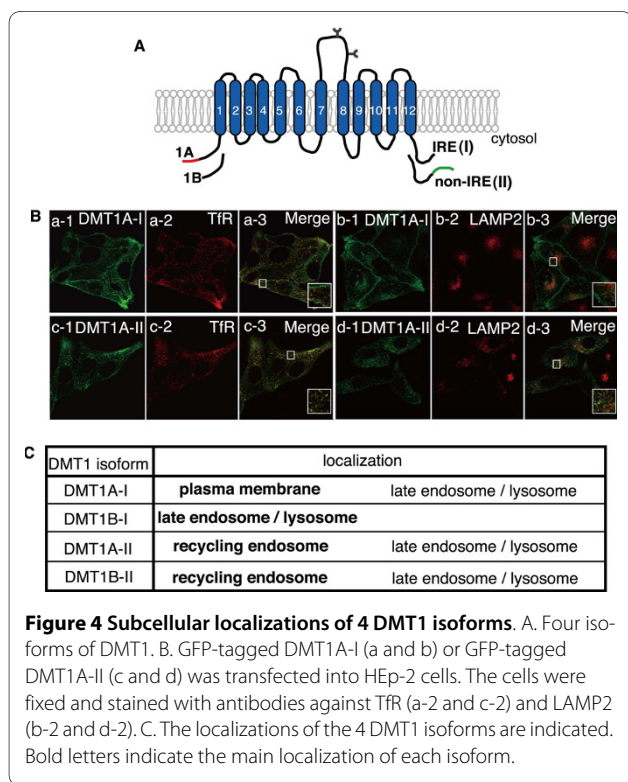 A
1 2 3 4 5 6 7 8 9 10 11 12
cytosol
1A
1B
IRE(I)
non-IRE(II)
B
a-1 DMT1A-I a-2 TfR a-3 Merge b-1 DMT1A-I b-2 LAMP2 b-3 Merge
c-1 DMT1A-II c-2 TfR c-3 Merge d-1 DMT1A-II d-2 LAMP2 d-3 Merge
C
DMT1 isoform localization
DMT1A-I plasma membrane late endosome / lysosome
DMT1B-I late endosome / lysosome
DMT1A-II recycling endosome late endosome / lysosome
DMT1B-II recycling endosome late endosome / lysosome
Figure 4 Subcellular localizations of 4 DMT1 isoforms. A. Four iso-
forms of DMT1. B. GFP-tagged DMT1A-I (a and b) or GFP-tagged
DMT1A-II (c and d) was transfected into HEp-2 cells. The cells were
fixed and stained with antibodies against TfR (a-2 and c-2) and LAMP2
(b-2 and d-2). C. The localizations of the 4 DMT1 isoforms are indicated.
Bold letters indicate the main localization of each isoform.